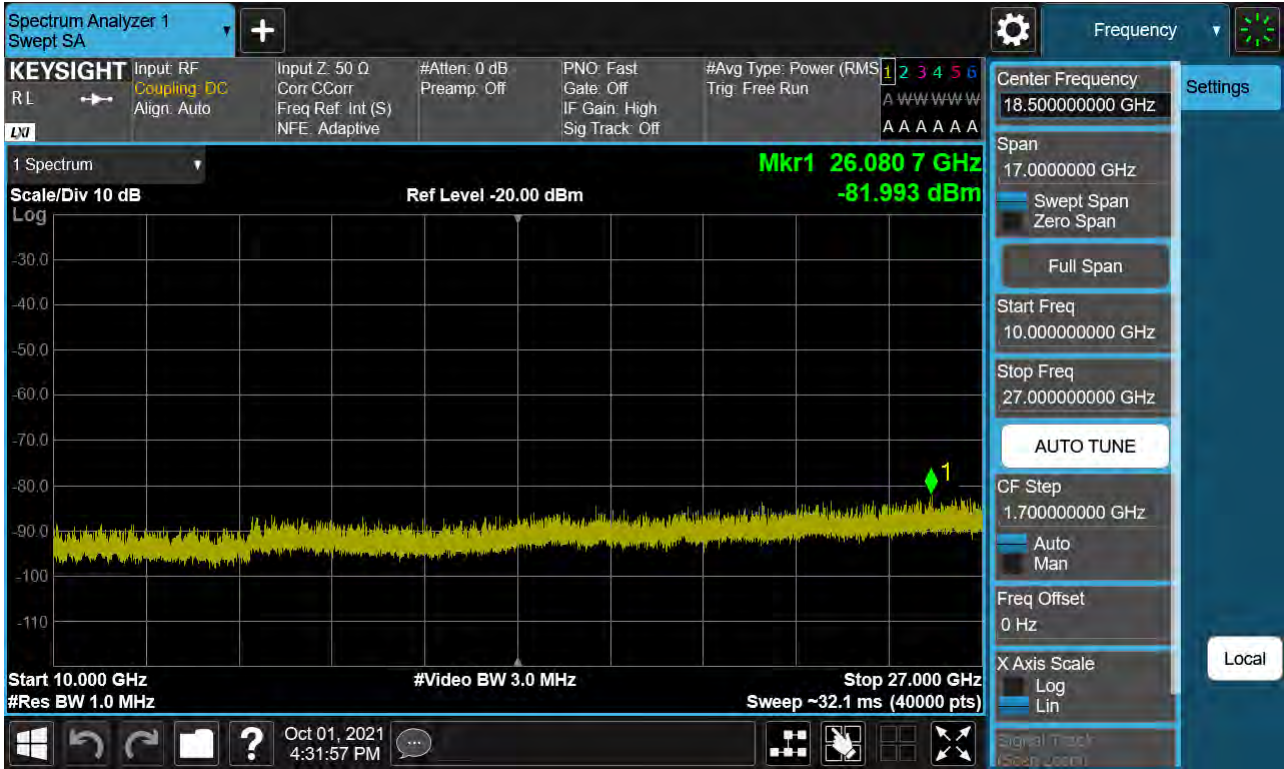 Spectrum Analyzer 1
Swept SA
+
Frequency
KEYSIGHT
R L
LXI
Input: RF
Coupling: DC
Align: Auto
Input Z: 50 Ω
Corr CCorr
Freq Ref: Int (S)
NFE: Adaptive
#Atten: 0 dB
Preamp: Off
PNO: Fast
Gate: Off
IF Gain: High
Sig Track: Off
#Avg Type: Power (RMS
Trig: Free Run
1 2 3 4 5 6
A W W W W W
A A A A A A
1 Spectrum
Scale/Div 10 dB
Ref Level -20.00 dBm
Mkr1 26.080 7 GHz
-81.993 dBm
Log
-30.0
-40.0
-50.0
-60.0
-70.0
-80.0
-90.0
-100
-110
1
Start 10.000 GHz
#Video BW 3.0 MHz
Stop 27.000 GHz
#Res BW 1.0 MHz
Sweep ~32.1 ms (40000 pts)
Center Frequency
18.500000000 GHz
Settings
Span
17.0000000 GHz
Swept Span
Zero Span
Full Span
Start Freq
10.000000000 GHz
Stop Freq
27.000000000 GHz
AUTO TUNE
CF Step
1.700000000 GHz
Auto
Man
Freq Offset
0 Hz
X Axis Scale
Log
Lin
Local
Signal Track
(Span Zoom)
?
Oct 01, 2021
4:31:57 PM